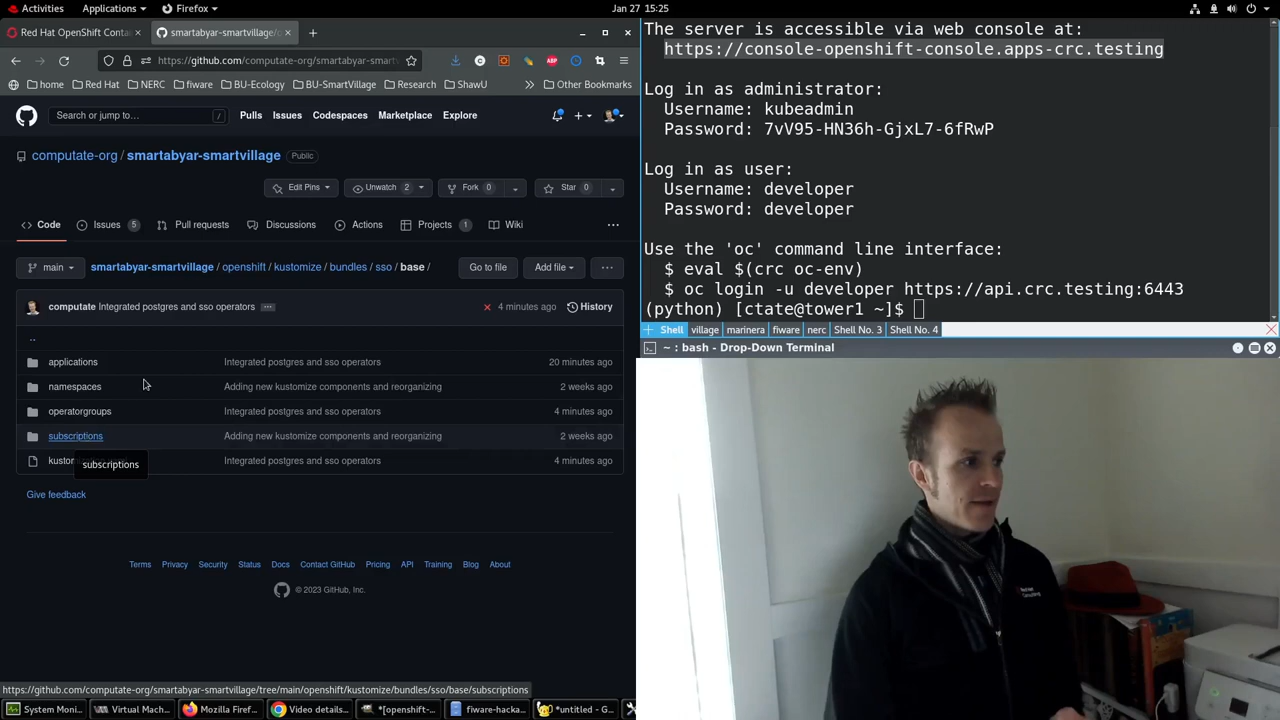 Activities Applications Firefox Jan 27 15:25
Red Hat OpenShift Conta
smartabyar-smartvillage/o
https://github.com/computate-org/smartabyar-smartv
home Red Hat NERC fiware BU-Ecology BU-SmartVillage Research ShawU Other Bookmarks
Search or jump to... /
Pulls Issues Codespaces Marketplace Explore
computate-org / smartabyar-smartvillage Public
Edit Pins Unwatch 2 Fork 0 Star 0
Code Issues 5 Pull requests Discussions Actions Projects 1 Wiki
main smartabyar-smartvillage / openshift / kustomize / bundles / sso / base / Go to file Add file
computate Integrated postgres and sso operators 4 minutes ago History
..
applications Integrated postgres and sso operators 20 minutes ago
namespaces Adding new kustomize components and reorganizing 2 weeks ago
operatorgroups Integrated postgres and sso operators 4 minutes ago
subscriptions Adding new kustomize components and reorganizing 2 weeks ago
kustom Integrated postgres and sso operators 4 minutes ago
subscriptions
Give feedback
Terms Privacy Security Status Docs Contact GitHub Pricing API Training Blog About
© 2023 GitHub, Inc.
https://github.com/computate-org/smartabyar-smartvillage/tree/main/openshift/kustomize/bundles/sso/base/subscriptions
The server is accessible via web console at:
https://console-openshift-console.apps-crc.testing
Log in as administrator:
Username: kubeadmin
Password: 7vV95-HN36h-GjxL7-6fRwP
Log in as user:
Username: developer
Password: developer
Use the 'oc' command line interface:
$ eval $(crc oc-env)
$ oc login -u developer https://api.crc.testing:6443
(python) [ctate@tower1 ~]$
Shell village marinera fiware nerc Shell No. 3 Shell No. 4
~ : bash - Drop-Down Terminal
Red Hat
Consulting
System Moni... Virtual Mach... Mozilla Firef... Video details... *[openshift-... fiware-hacka... *untitled - G...